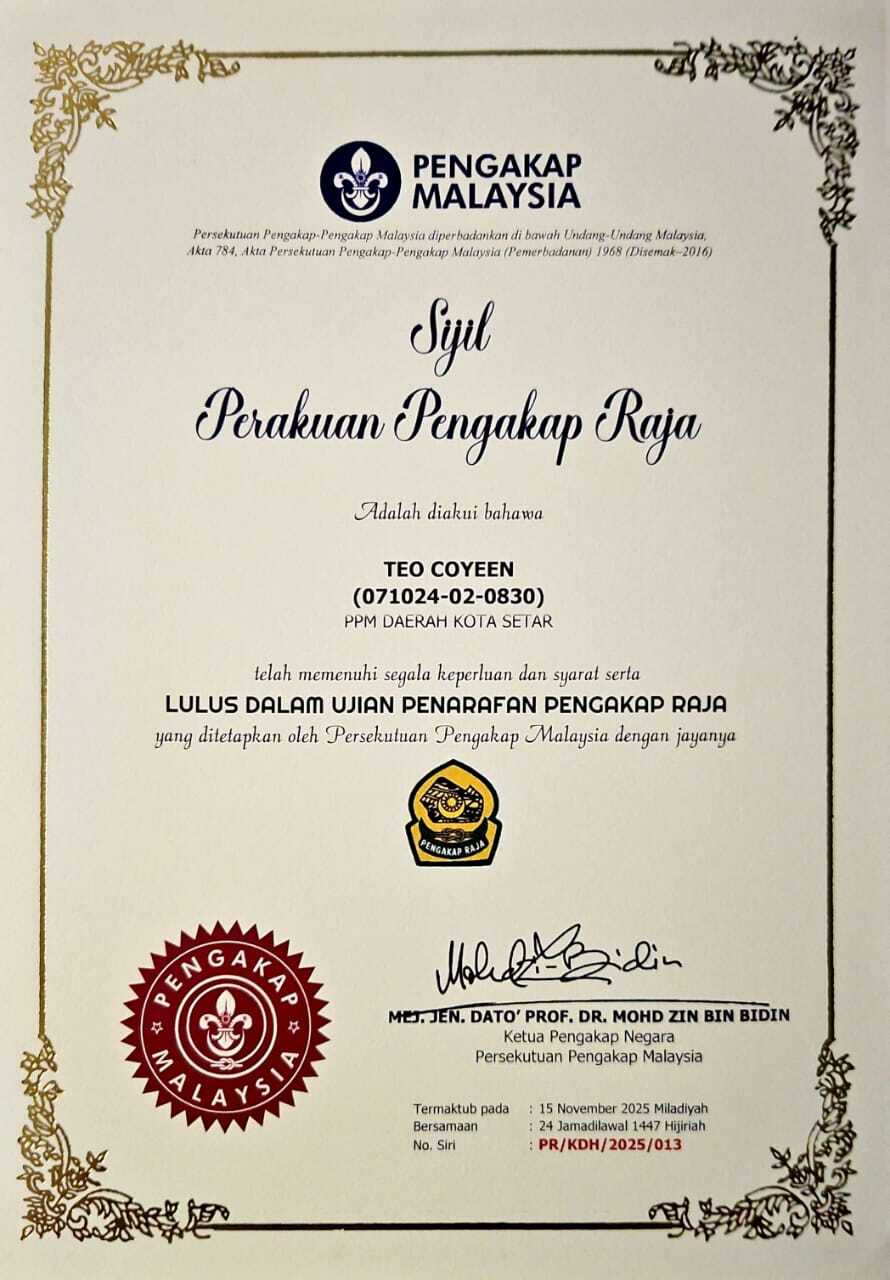 PENGAKAP
MALAYSIA
Persekutuan Pengakap-Pengakap Malaysia diperbadankan di bawah Undang-Undang Malaysia,
Akta 784, Akta Persekutuan Pengakap-Pengakap Malaysia (Pemerbadanan) 1968 (Disemak–2016)
Sijil
Perakuan Pengakap Raja
Adalah diakui bahawa
TEO COYEEN
(071024-02-0830)
PPM DAERAH KOTA SETAR
telah memenuhi segala keperluan dan syarat serta
LULUS DALAM UJIAN PENARAFAN PENGAKAP RAJA
yang ditetapkan oleh Persekutuan Pengakap Malaysia dengan jayanya
PENGAKAP RAJA
PENGAKAP
MALAYSIA
Mohd Zin Bidin
MEJ. JEN. DATO’ PROF. DR. MOHD ZIN BIN BIDIN
Ketua Pengakap Negara
Persekutuan Pengakap Malaysia
Termaktub pada : 15 November 2025 Miladiyah
Bersamaan : 24 Jamadilawal 1447 Hijiriah
No. Siri : PR/KDH/2025/013